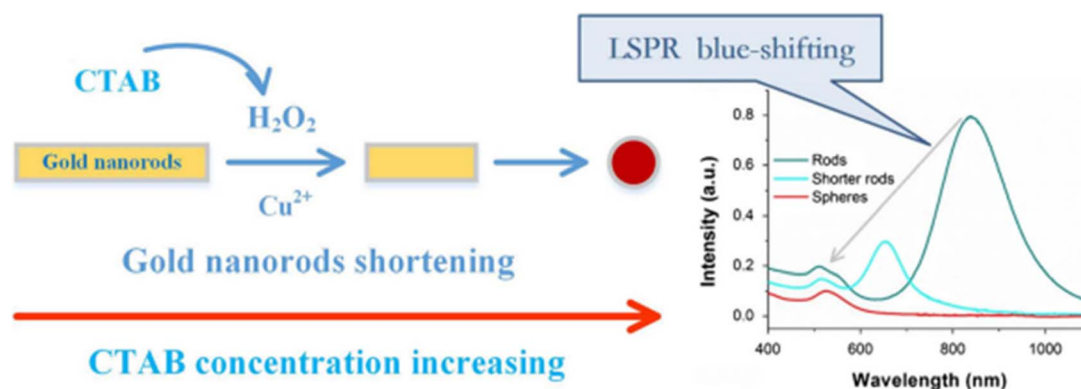 CTAB
H₂O₂
Gold nanorods
Cu²⁺
Gold nanorods shortening
CTAB concentration increasing
LSPR blue-shifting
Intensity (a.u.)
0.8
0.6
0.4
0.2
0.0
Rods
Shorter rods
Spheres
400 600 800 1000
Wavelength (nm)